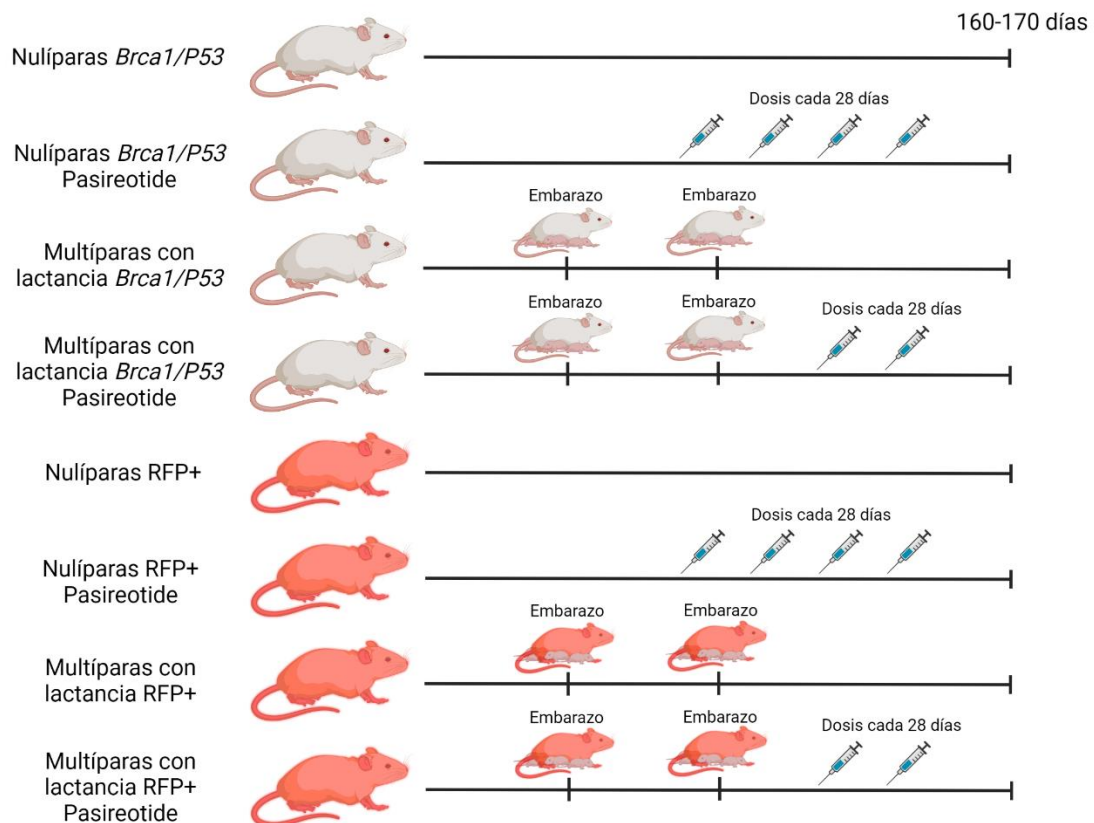 160-170 días
Nulíparas Brca1/P53
Dosis cada 28 días
Nulíparas Brca1/P53
Pasireotide
Embarazo Embarazo
Multíparas con
lactancia Brca1/P53
Embarazo Embarazo Dosis cada 28 días
Multíparas con
lactancia Brca1/P53
Pasireotide
Nulíparas RFP+
Dosis cada 28 días
Nulíparas RFP+
Pasireotide
Embarazo Embarazo
Multíparas con
lactancia RFP+
Embarazo Embarazo Dosis cada 28 días
Multíparas con
lactancia RFP+
Pasireotide